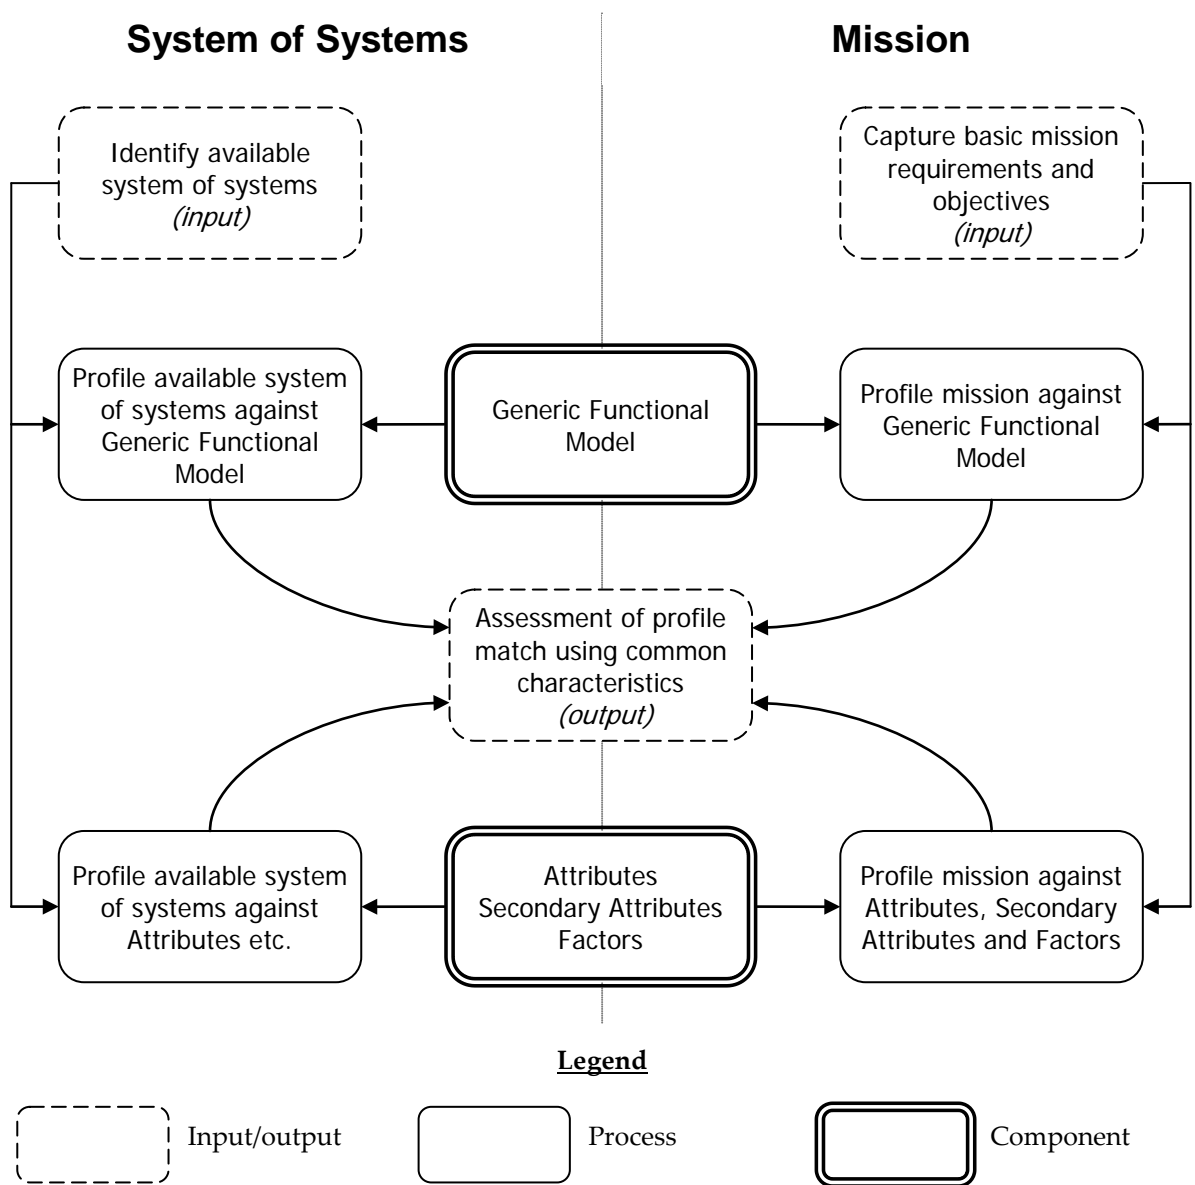 System of Systems
Mission
Identify available
system of systems
(input)
Capture basic mission
requirements and
objectives
(input)
Profile available system
of systems against
Generic Functional
Model
Generic Functional
Model
Profile mission against
Generic Functional
Model
Assessment of profile
match using common
characteristics
(output)
Profile available system
of systems against
Attributes etc.
Attributes
Secondary Attributes
Factors
Profile mission against
Attributes, Secondary
Attributes and Factors
Legend
Input/output
Process
Component